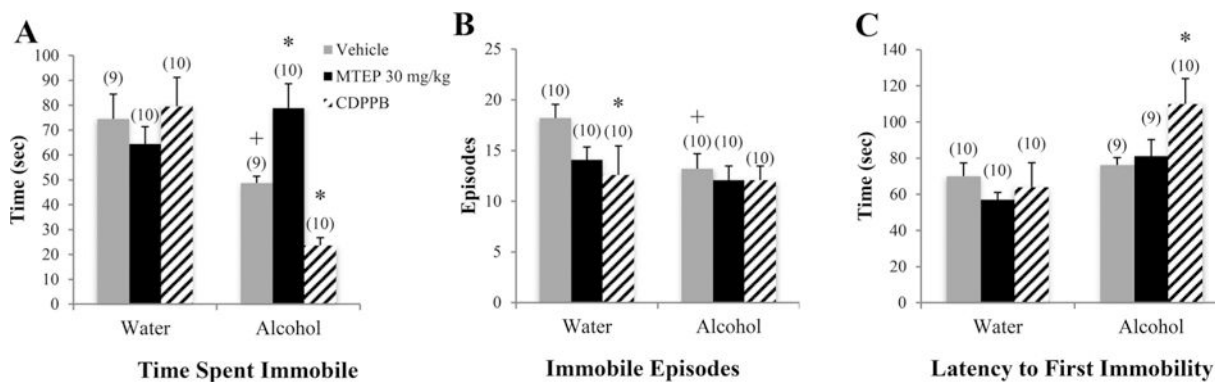 A
Time (sec)
100
90
80
70
60
50
40
30
20
10
0
(9)
(10)
(10)
+
(9)
*
(10)
*
(10)
Water
Alcohol
Time Spent Immobile
Vehicle
MTEP 30 mg/kg
CDPPB
B
Episodes
25
20
15
10
5
0
(10)
(10)
*
(10)
+
(10)
(10)
(10)
Water
Alcohol
Immobile Episodes
C
Time (sec)
140
120
100
80
60
40
20
0
(10)
(10)
(10)
(9)
(9)
*
(10)
Water
Alcohol
Latency to First Immobility